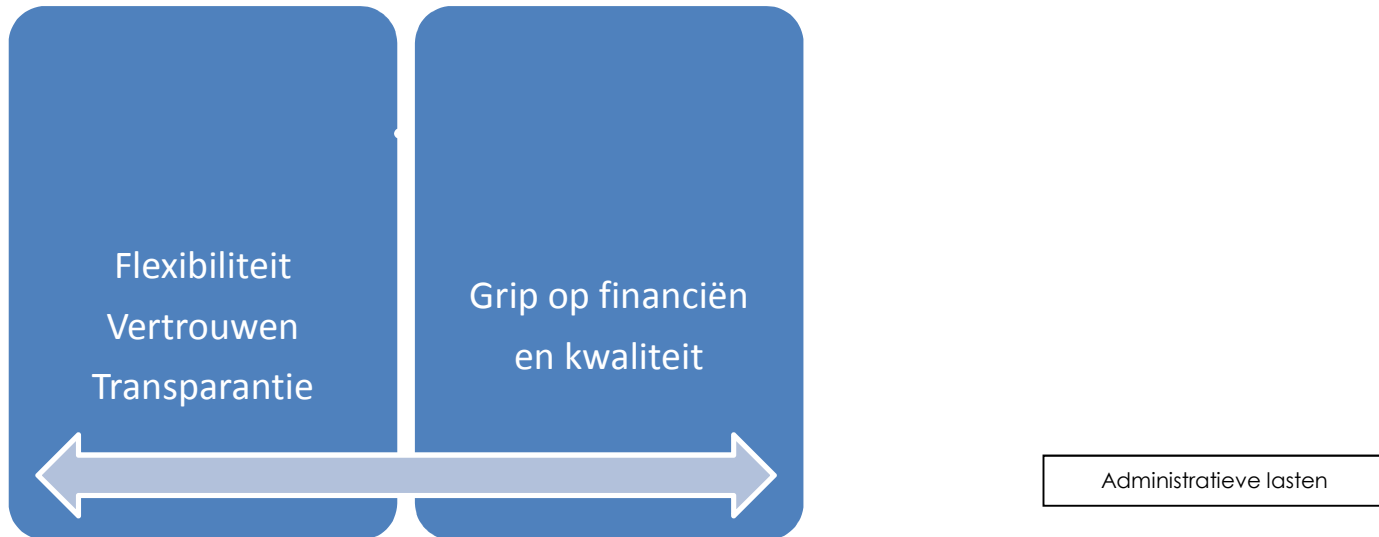 Flexibiliteit
Vertrouwen
Transparantie
Grip op financiën
en kwaliteit
Administratieve lasten